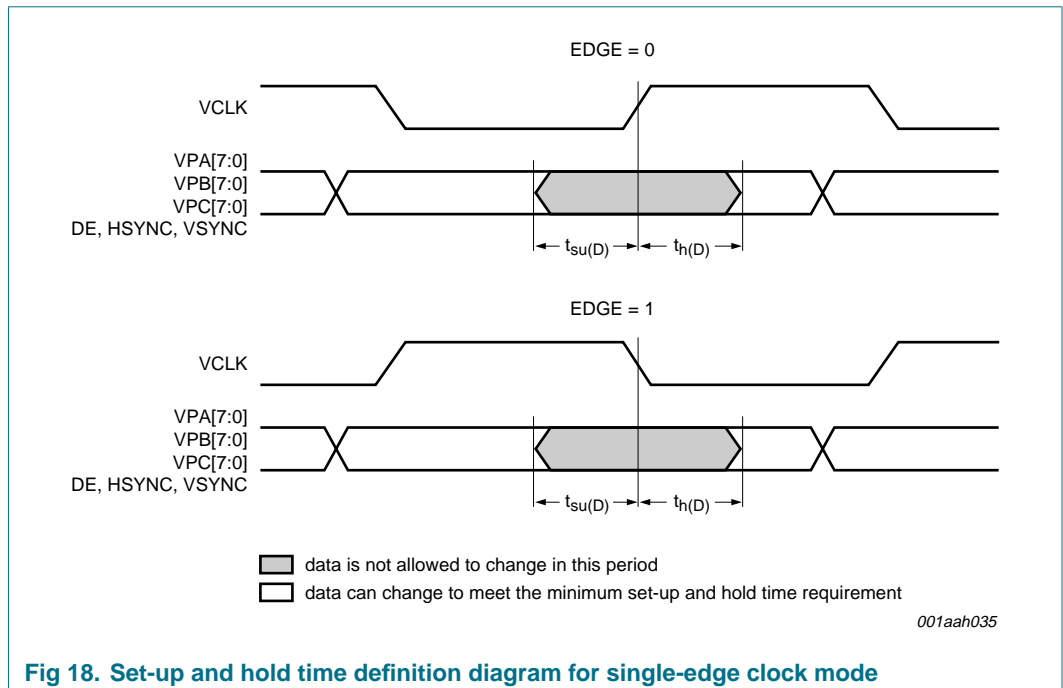 EDGE = 0
VCLK
VPA[7:0]
VPB[7:0]
VPC[7:0]
DE, HSYNC, VSYNC
tsu(D) th(D)
EDGE = 1
VCLK
VPA[7:0]
VPB[7:0]
VPC[7:0]
DE, HSYNC, VSYNC
tsu(D) th(D)
data is not allowed to change in this period
data can change to meet the minimum set-up and hold time requirement
001aah035
Fig 18. Set-up and hold time definition diagram for single-edge clock mode